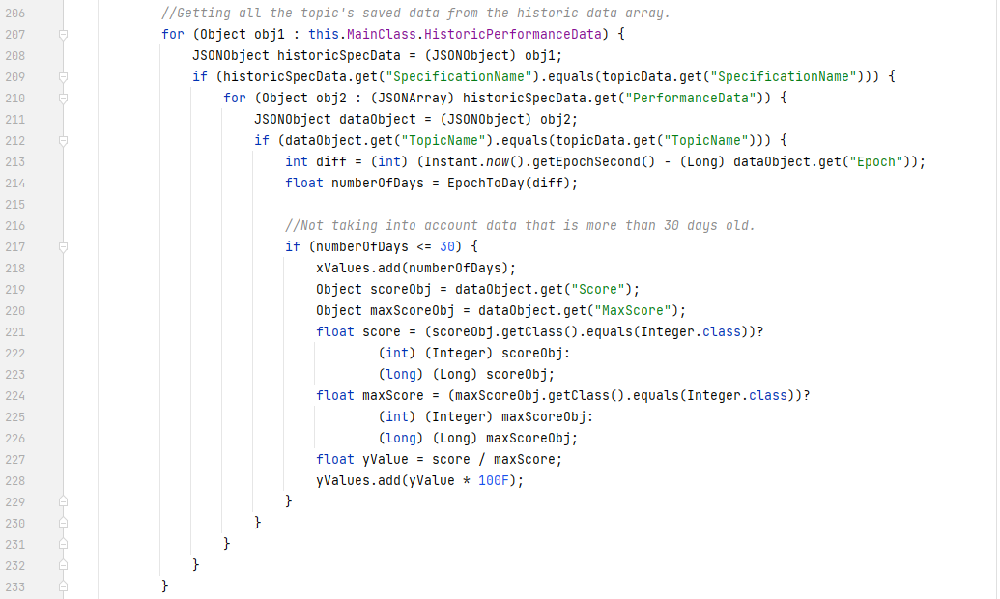 206 //Getting all the topic's saved data from the historic data array.
207 for (Object obj1 : this.MainClass.HistoricPerformanceData) {
208 JSONObject historicSpecData = (JSONObject) obj1;
209 if (historicSpecData.get("SpecificationName").equals(topicData.get("SpecificationName"))) {
210 for (Object obj2 : (JSONArray) historicSpecData.get("PerformanceData")) {
211 JSONObject dataObject = (JSONObject) obj2;
212 if (dataObject.get("TopicName").equals(topicData.get("TopicName"))) {
213 int diff = (int) (Instant.now().getEpochSecond() - (Long) dataObject.get("Epoch"));
214 float numberOfDays = EpochToDay(diff);
215
216 //Not taking into account data that is more than 30 days old.
217 if (numberOfDays <= 30) {
218 xValues.add(numberOfDays);
219 Object scoreObj = dataObject.get("Score");
220 Object maxScoreObj = dataObject.get("MaxScore");
221 float score = (scoreObj.getClass().equals(Integer.class))?
222 (int) (Integer) scoreObj:
223 (long) (Long) scoreObj;
224 float maxScore = (maxScoreObj.getClass().equals(Integer.class))?
225 (int) (Integer) maxScoreObj:
226 (long) (Long) maxScoreObj;
227 float yValue = score / maxScore;
228 yValues.add(yValue * 100F);
229 }
230 }
231 }
232 }
233 }